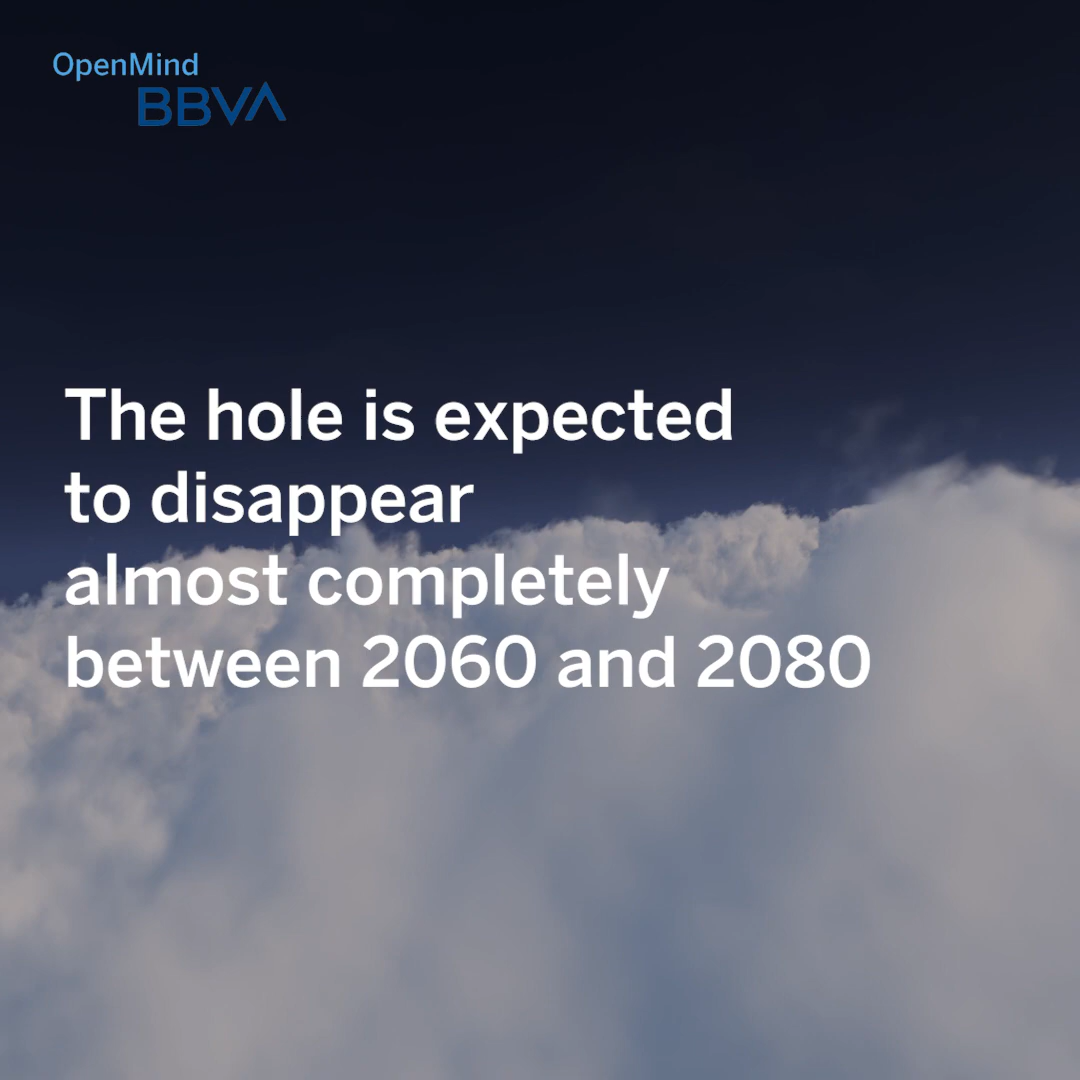 OpenMind
BBVA
The hole is expected
to disappear
almost completely
between 2060 and 2080